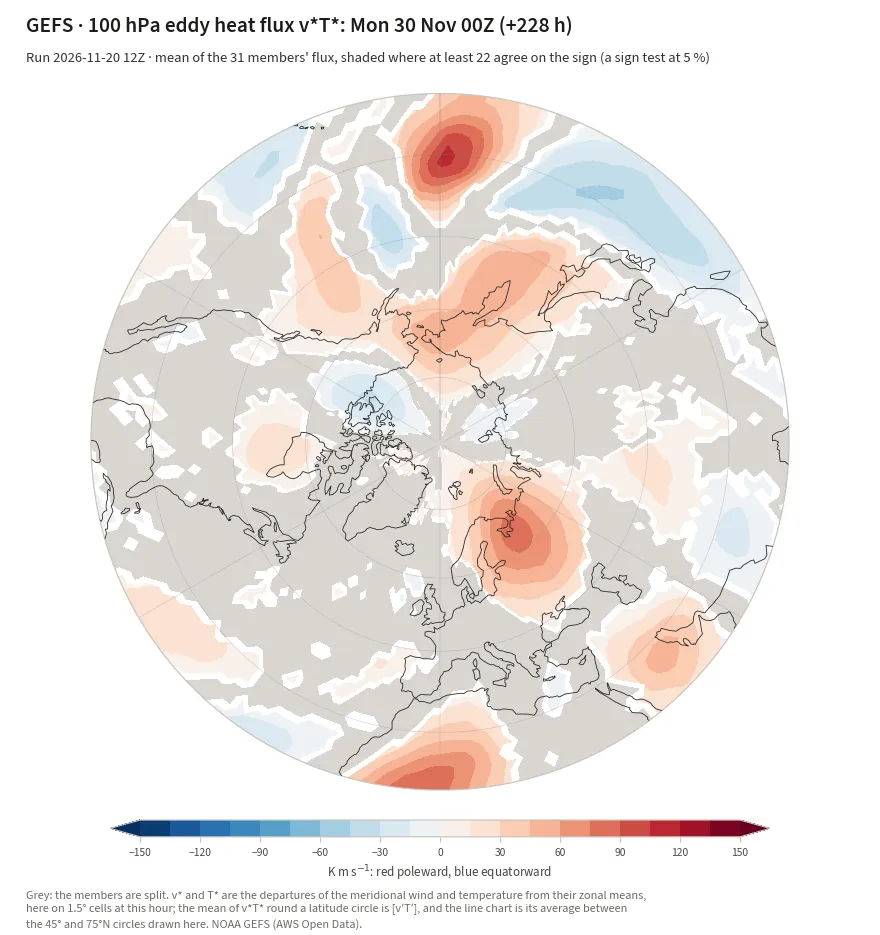 GEFS · 100 hPa eddy heat flux v*T*: Mon 30 Nov 00Z (+228 h)
Run 2026-11-20 12Z · mean of the 31 members' flux, shaded where at least 22 agree on the sign (a sign test at 5 %)
−150 −120 −90 −60 −30 0 30 60 90 120 150
K m s⁻¹: red poleward, blue equatorward
Grey: the members are split. v* and T* are the departures of the meridional wind and temperature from their zonal means,
here on 1.5° cells at this hour; the mean of v*T* round a latitude circle is [v'T'], and the line chart is its average between
the 45° and 75°N circles drawn here. NOAA GEFS (AWS Open Data).